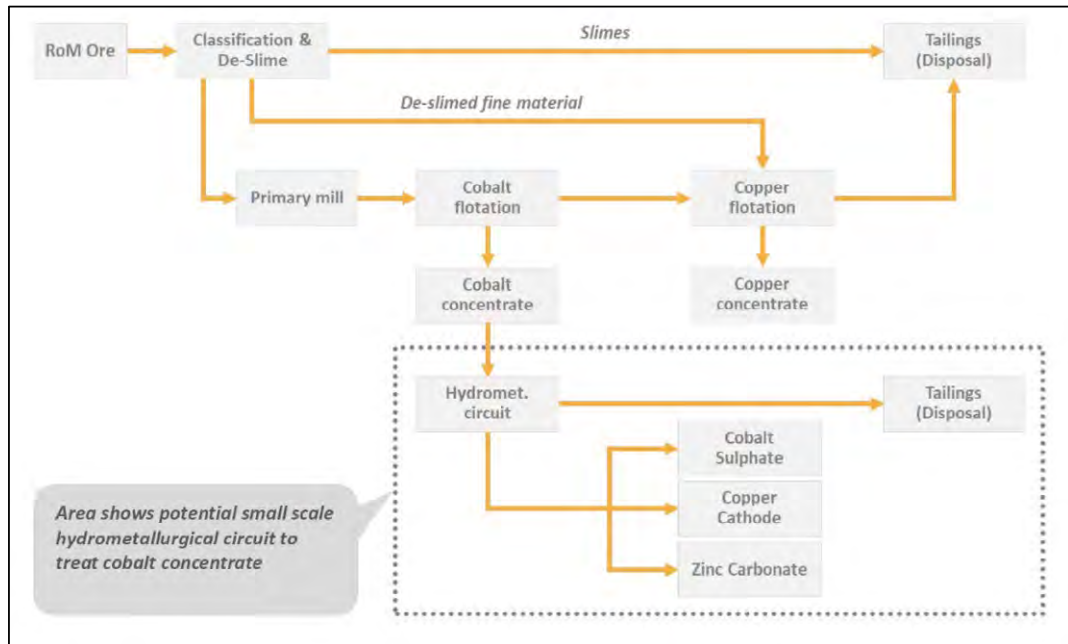 Slimes
RoM Ore
Classification &
De-Slime
Tailings
(Disposal)
De-slimed fine material
Primary mill
Cobalt
flotation
Copper
flotation
Cobalt
concentrate
Copper
concentrate
Hydromet.
circuit
Tailings
(Disposal)
Cobalt
Sulphate
Copper
Cathode
Zinc Carbonate
Area shows potential small scale
hydrometallurgical circuit to
treat cobalt concentrate